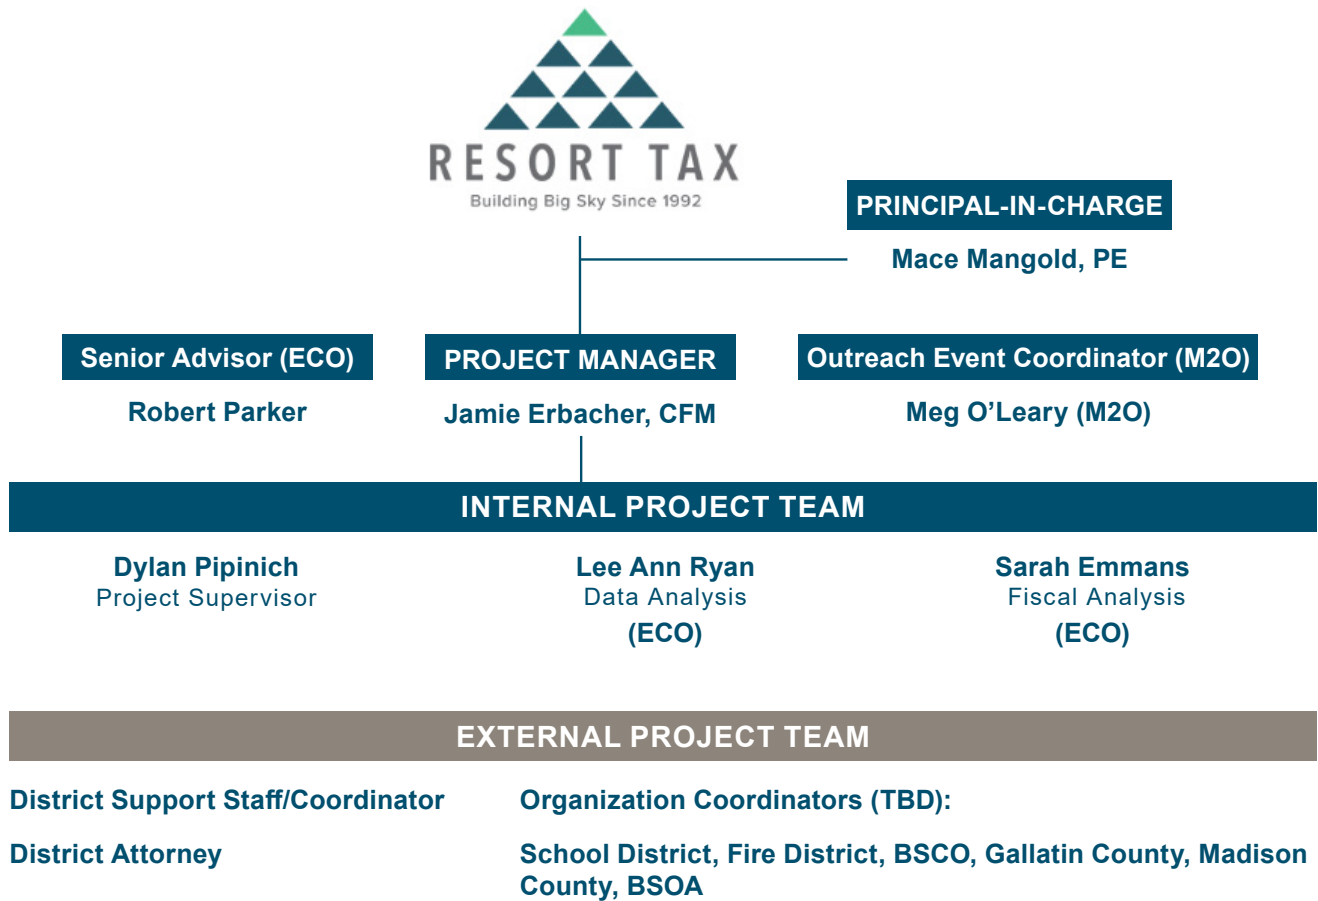 RESORT TAX
Building Big Sky Since 1992
PRINCIPAL-IN-CHARGE
Mace Mangold, PE
Senior Advisor (ECO)
Robert Parker
PROJECT MANAGER
Jamie Erbacher, CFM
Outreach Event Coordinator (M2O)
Meg O’Leary (M2O)
INTERNAL PROJECT TEAM
Dylan Pipinich
Project Supervisor
Lee Ann Ryan
Data Analysis
(ECO)
Sarah Emmans
Fiscal Analysis
(ECO)
EXTERNAL PROJECT TEAM
District Support Staff/Coordinator
District Attorney
Organization Coordinators (TBD):
School District, Fire District, BSCO, Gallatin County, Madison
County, BSOA